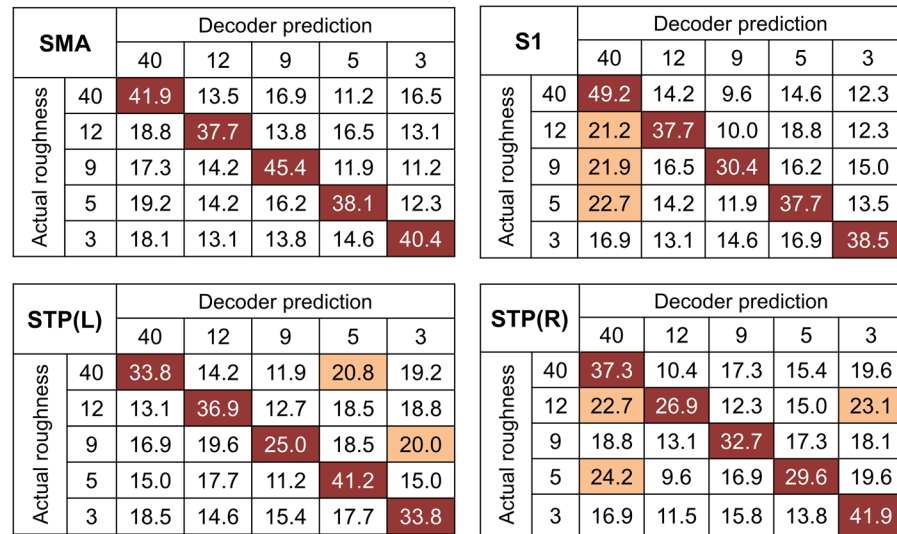 SMA Decoder prediction
40 12 9 5 3
Actual roughness
40 41.9 13.5 16.9 11.2 16.5
12 18.8 37.7 13.8 16.5 13.1
9 17.3 14.2 45.4 11.9 11.2
5 19.2 14.2 16.2 38.1 12.3
3 18.1 13.1 13.8 14.6 40.4
S1 Decoder prediction
40 12 9 5 3
Actual roughness
40 49.2 14.2 9.6 14.6 12.3
12 21.2 37.7 10.0 18.8 12.3
9 21.9 16.5 30.4 16.2 15.0
5 22.7 14.2 11.9 37.7 13.5
3 16.9 13.1 14.6 16.9 38.5
STP(L) Decoder prediction
40 12 9 5 3
Actual roughness
40 33.8 14.2 11.9 20.8 19.2
12 13.1 36.9 12.7 18.5 18.8
9 16.9 19.6 25.0 18.5 20.0
5 15.0 17.7 11.2 41.2 15.0
3 18.5 14.6 15.4 17.7 33.8
STP(R) Decoder prediction
40 12 9 5 3
Actual roughness
40 37.3 10.4 17.3 15.4 19.6
12 22.7 26.9 12.3 15.0 23.1
9 18.8 13.1 32.7 17.3 18.1
5 24.2 9.6 16.9 29.6 19.6
3 16.9 11.5 15.8 13.8 41.9